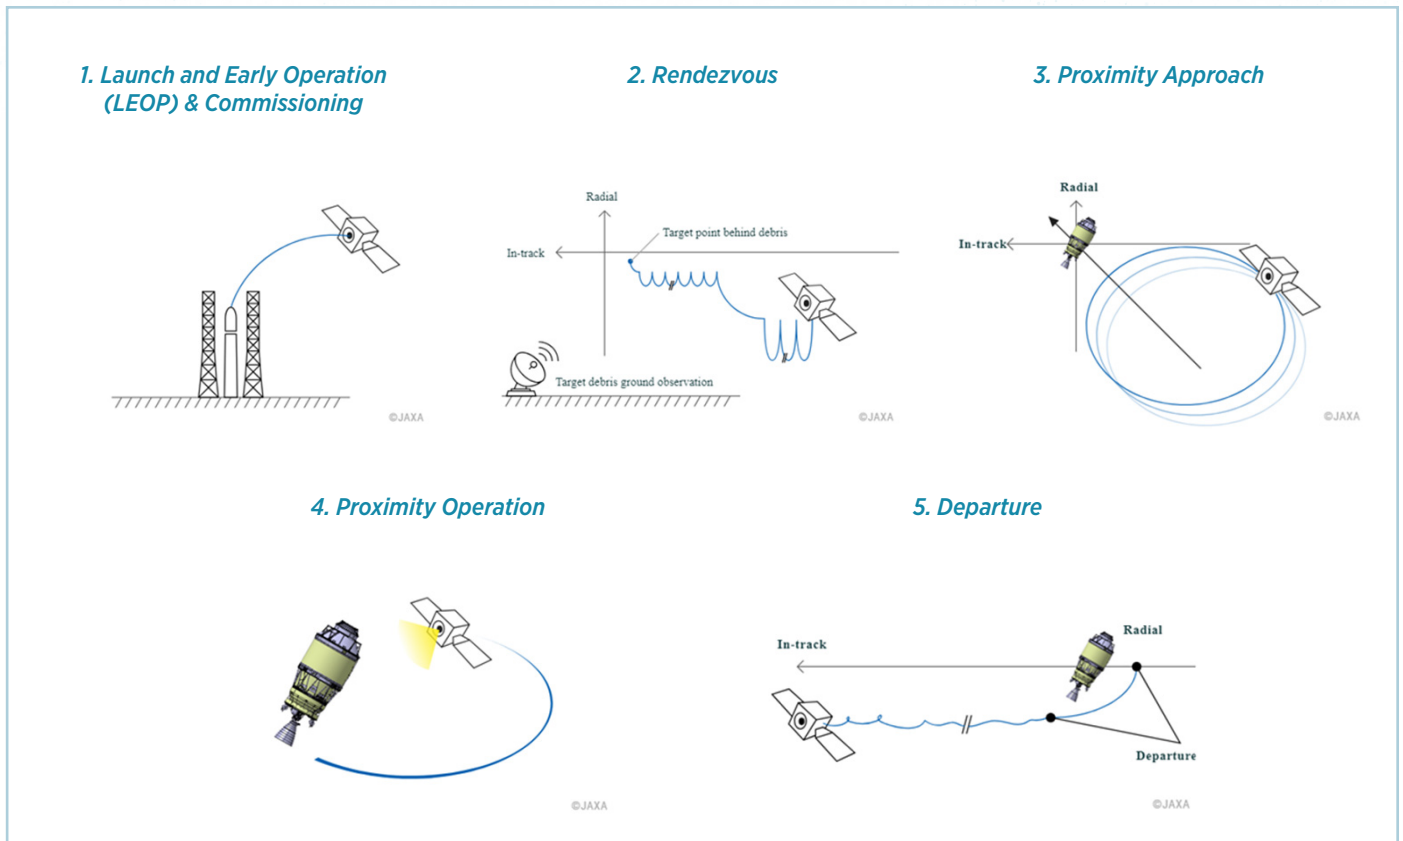 1. Launch and Early Operation
(LEOP) & Commissioning
©JAXA
2. Rendezvous
Radial
Target point behind debris
In-track
Target debris ground observation
©JAXA
3. Proximity Approach
Radial
In-track
©JAXA
4. Proximity Operation
©JAXA
5. Departure
Radial
In-track
Departure
©JAXA